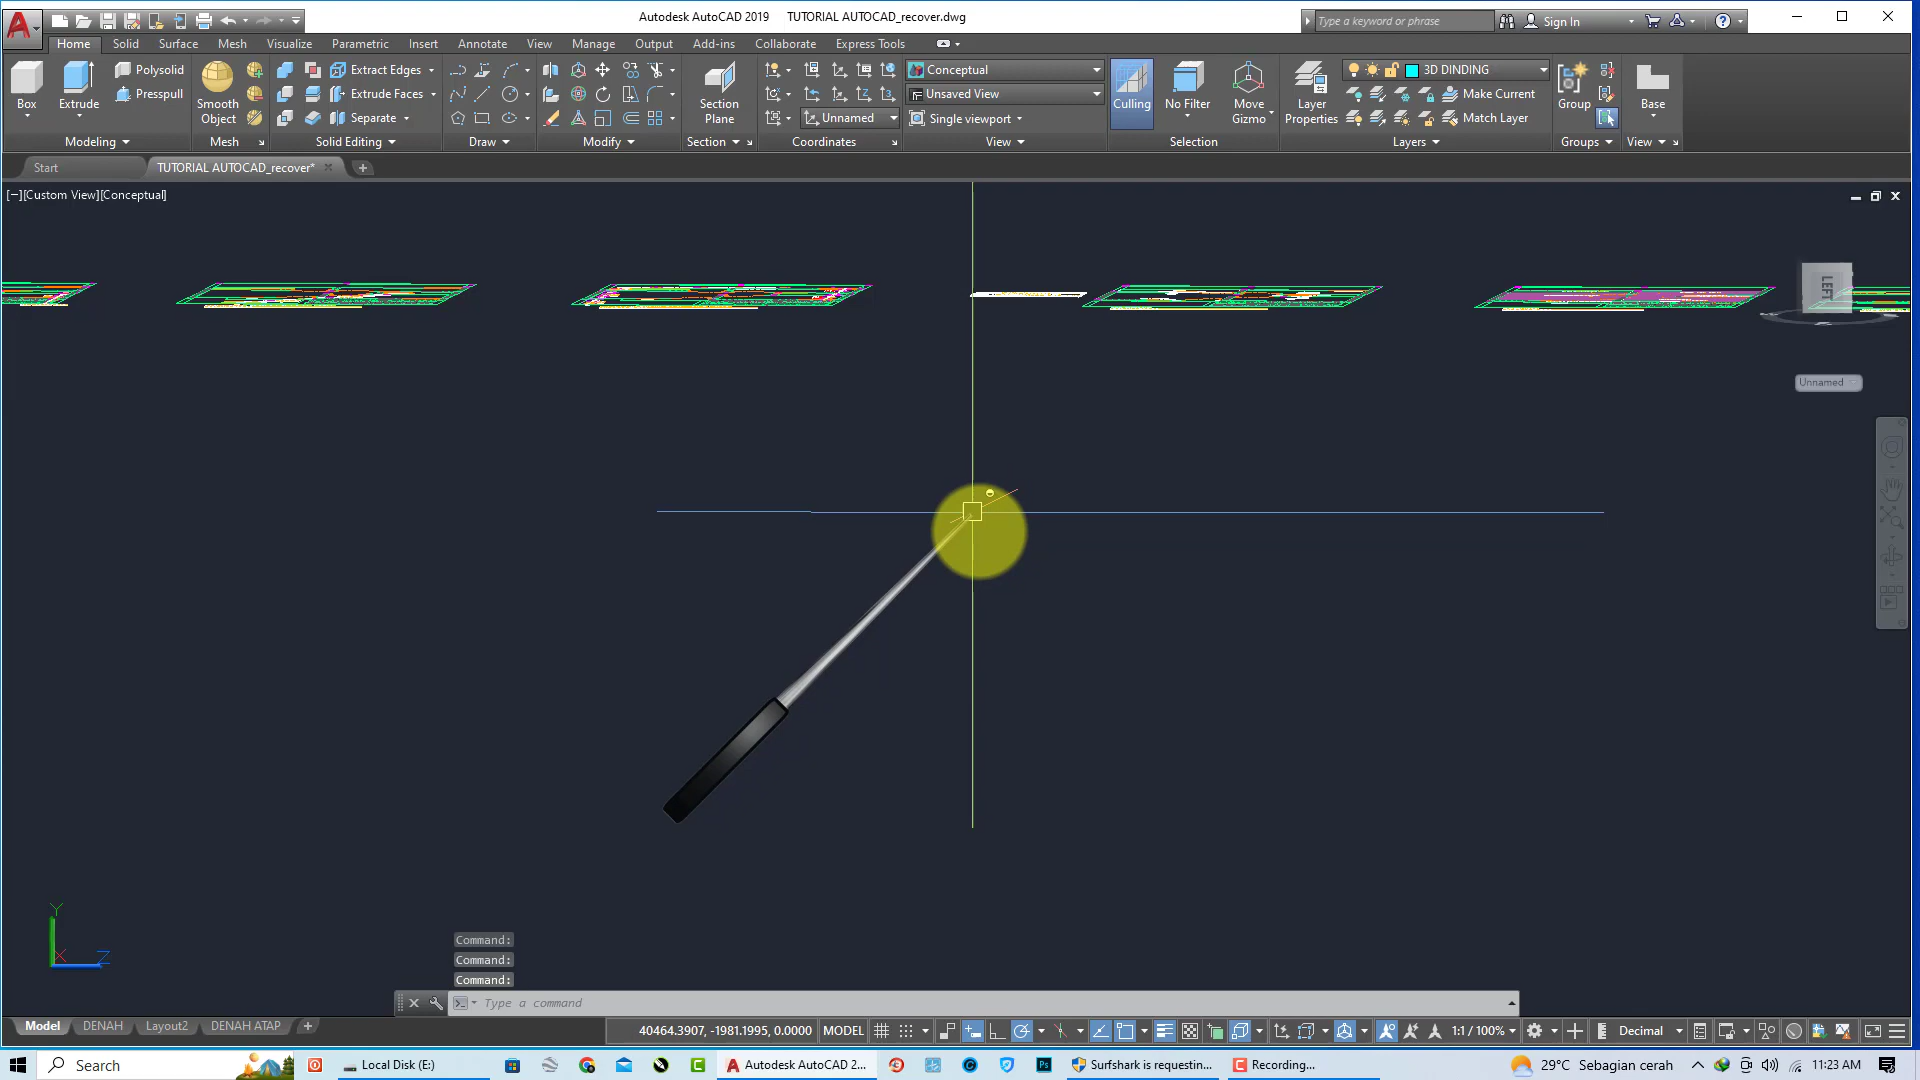 Autodesk AutoCAD 2019 TUTORIAL AUTOCAD_recover.dwg
Type a keyword or phrase
Sign In
Home Solid Surface Mesh Visualize Parametric Insert Annotate View Manage Output Add-ins Collaborate Express Tools
Box
Extrude
Polysolid
Presspull
Smooth Object
Extract Edges
Extrude Faces
Separate
Section Plane
Unnamed
Conceptual
Unsaved View
Single viewport
Culling
No Filter
Move Gizmo
Layer Properties
3D DINDING
Make Current
Match Layer
Group
Base
Modeling Mesh Solid Editing Draw Modify Section Coordinates View Selection Layers Groups View
Start TUTORIAL AUTOCAD_recover*
[−][Custom View][Conceptual]
LEFT
Unnamed
Y
X
Z
Command:
Command:
Command:
Type a command
Model DENAH Layout2 DENAH ATAP
40464.3907, -1981.1995, 0.0000 MODEL 1:1 / 100% Decimal
Search
Local Disk (E:)
Autodesk AutoCAD 2...
Surfshark is requestin...
Recording...
29°C Sebagian cerah
11:23 AM